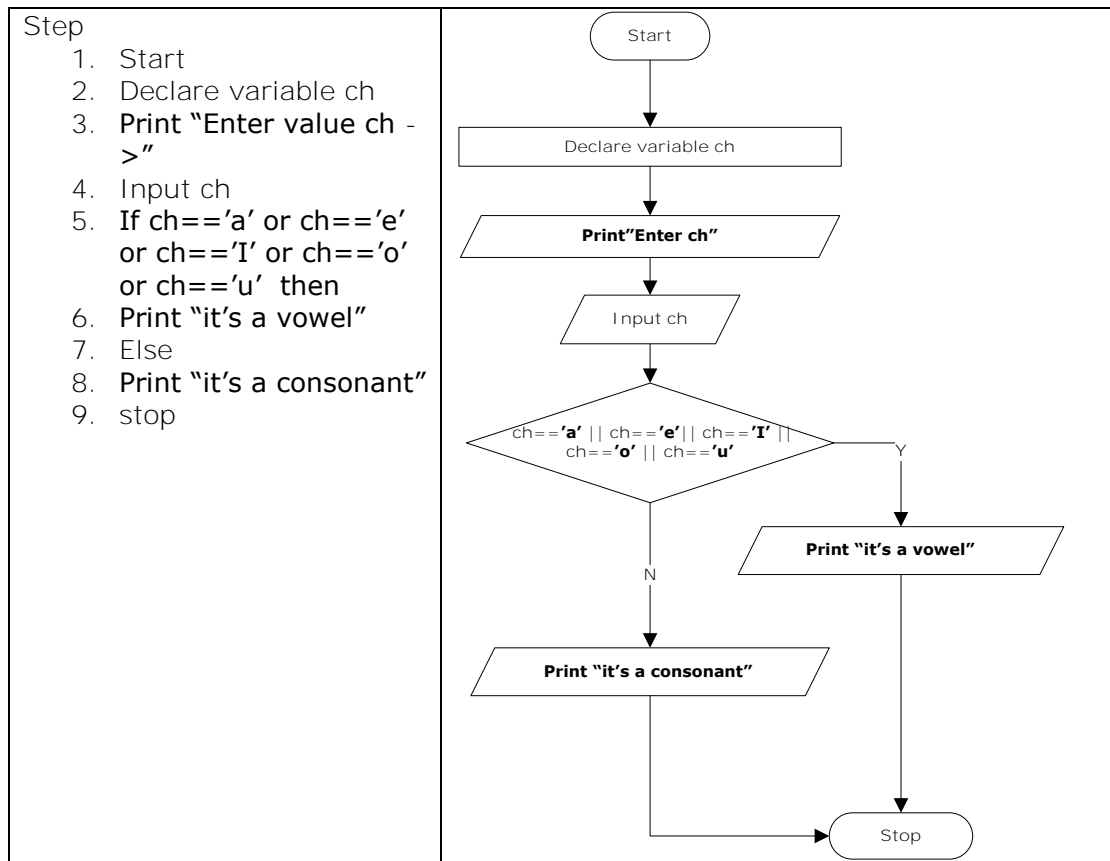 Step
1. Start
2. Declare variable ch
3. Print “Enter value ch -
>”
4. Input ch
5. If ch==’a’ or ch==’e’
or ch==’I’ or ch==’o’
or ch==’u’ then
6. Print “it’s a vowel”
7. Else
8. Print “it’s a consonant”
9. stop
Start
Declare variable ch
Print”Enter ch”
Input ch
ch==’a’ || ch==’e’|| ch==’I’ ||
ch==’o’ || ch==’u’
Y
Print “it’s a vowel”
N
Print “it’s a consonant”
Stop